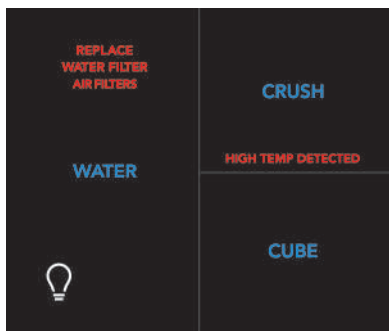 REPLACE
WATER FILTER
AIR FILTERS
WATER
CRUSH
HIGH TEMP DETECTED
CUBE